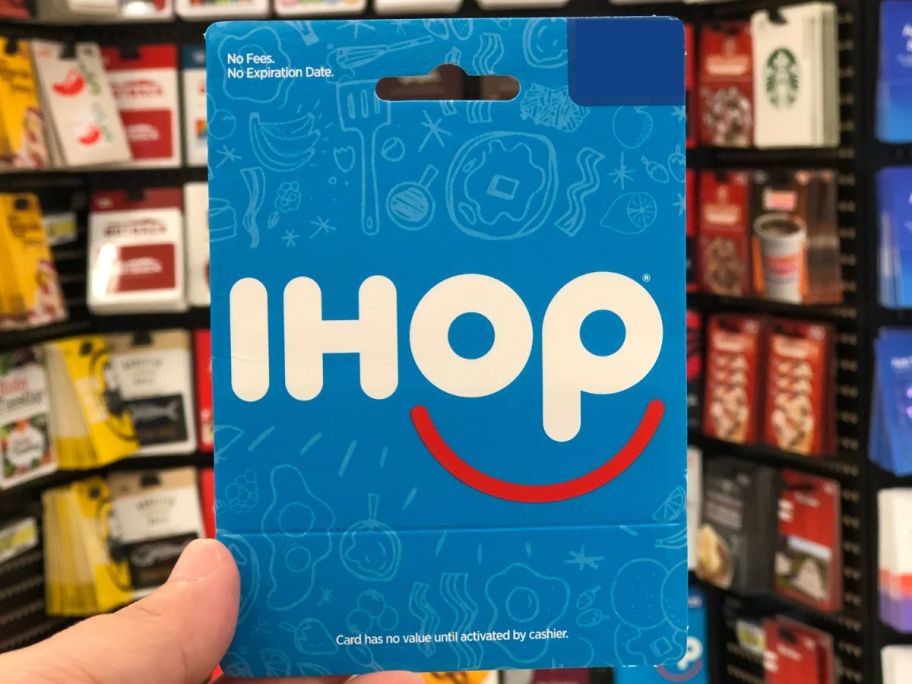 No Fees.
No Expiration Date.
IHOP®
Card has no value until activated by cashier.